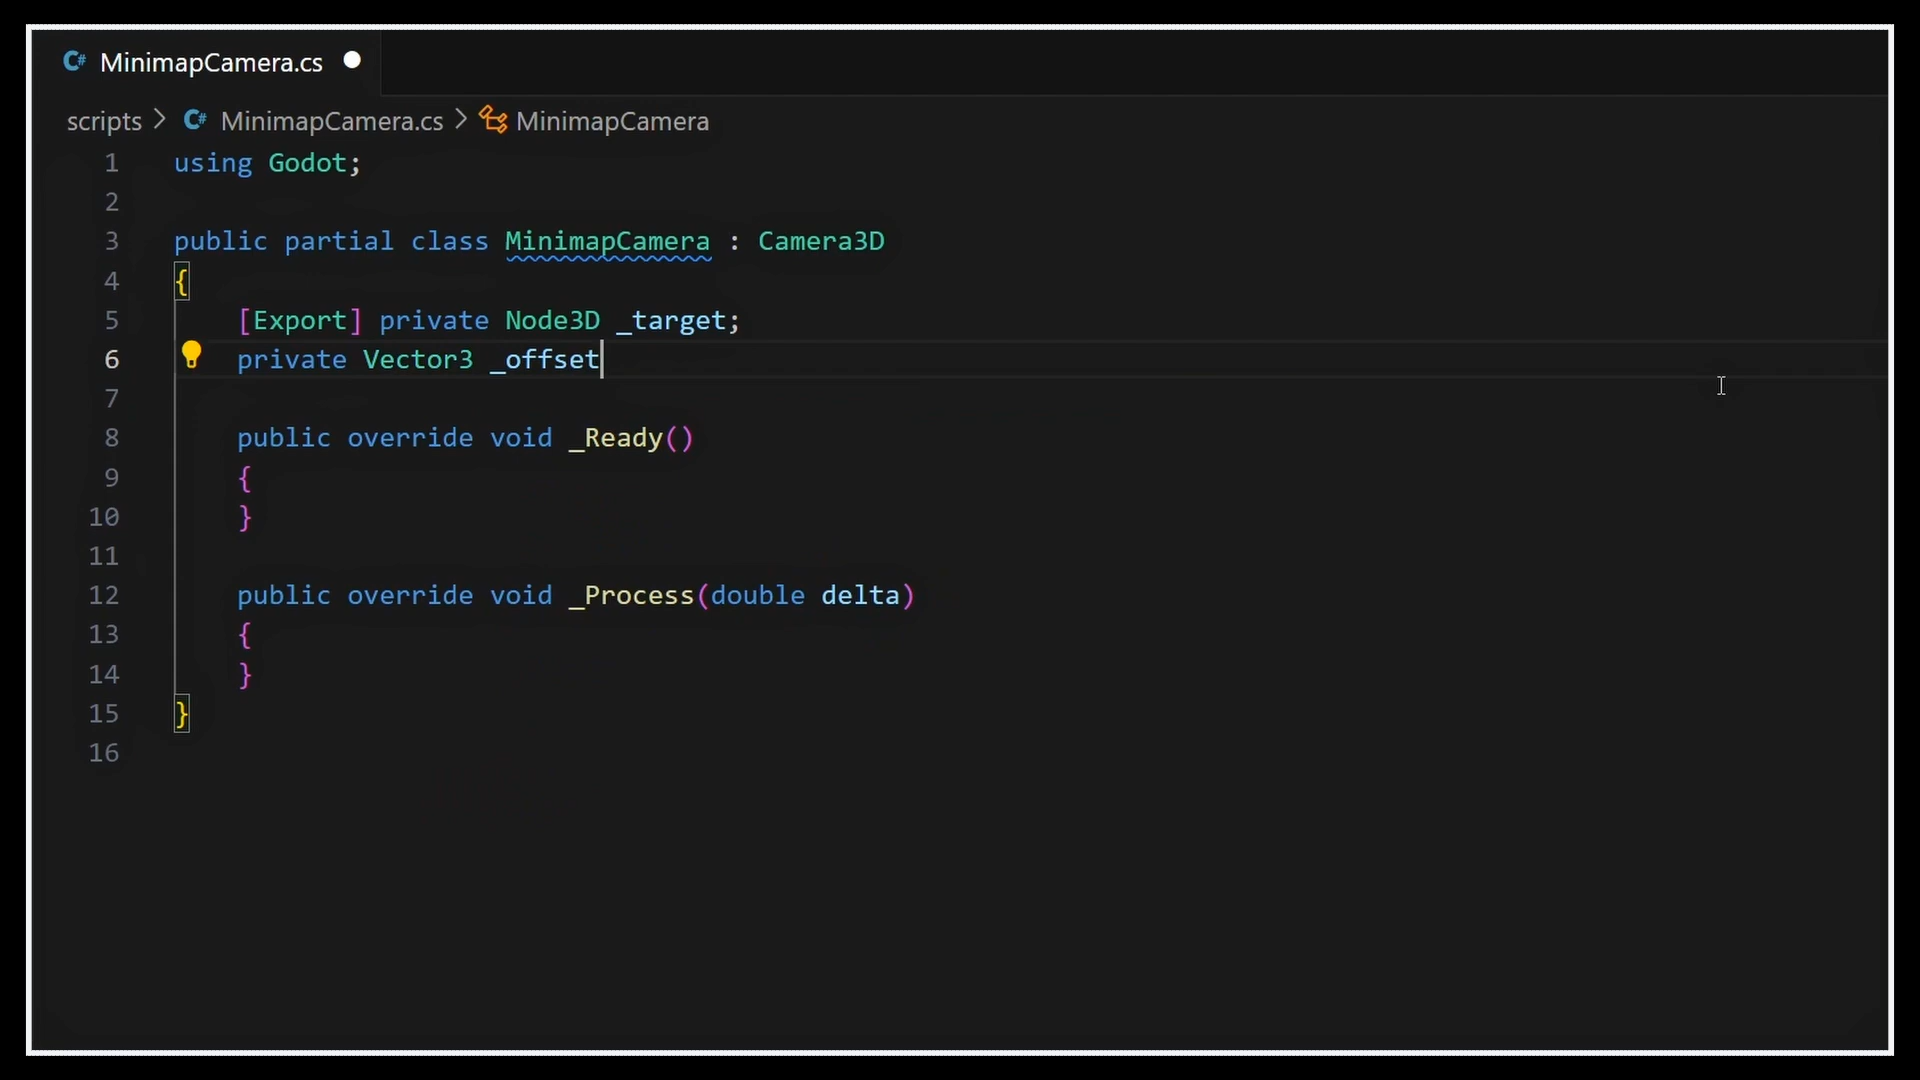 C# MinimapCamera.cs
scripts > C# MinimapCamera.cs > MinimapCamera
1 using Godot;
2
3 public partial class MinimapCamera : Camera3D
4 {
5 [Export] private Node3D _target;
6 private Vector3 _offset
7
8 public override void _Ready()
9 {
10 }
11
12 public override void _Process(double delta)
13 {
14 }
15 }
16